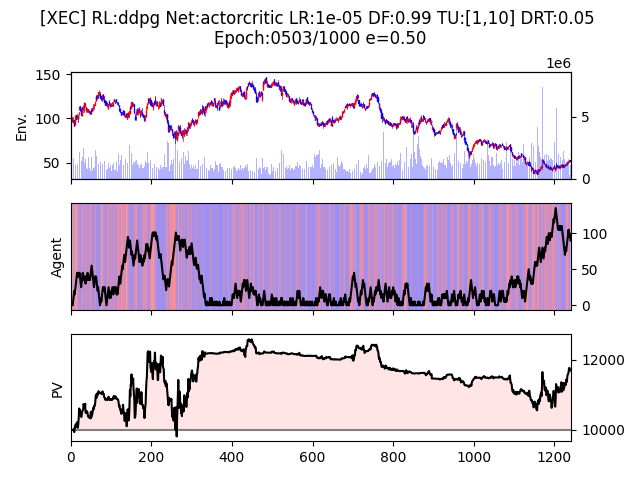 [XEC] RL:ddpg Net:actorcritic LR:1e-05 DF:0.99 TU:[1,10] DRT:0.05
Epoch:0503/1000 e=0.50
1e6
150
100
50
Env.
5
0
Agent
100
50
0
PV
12000
10000
0 200 400 600 800 1000 1200